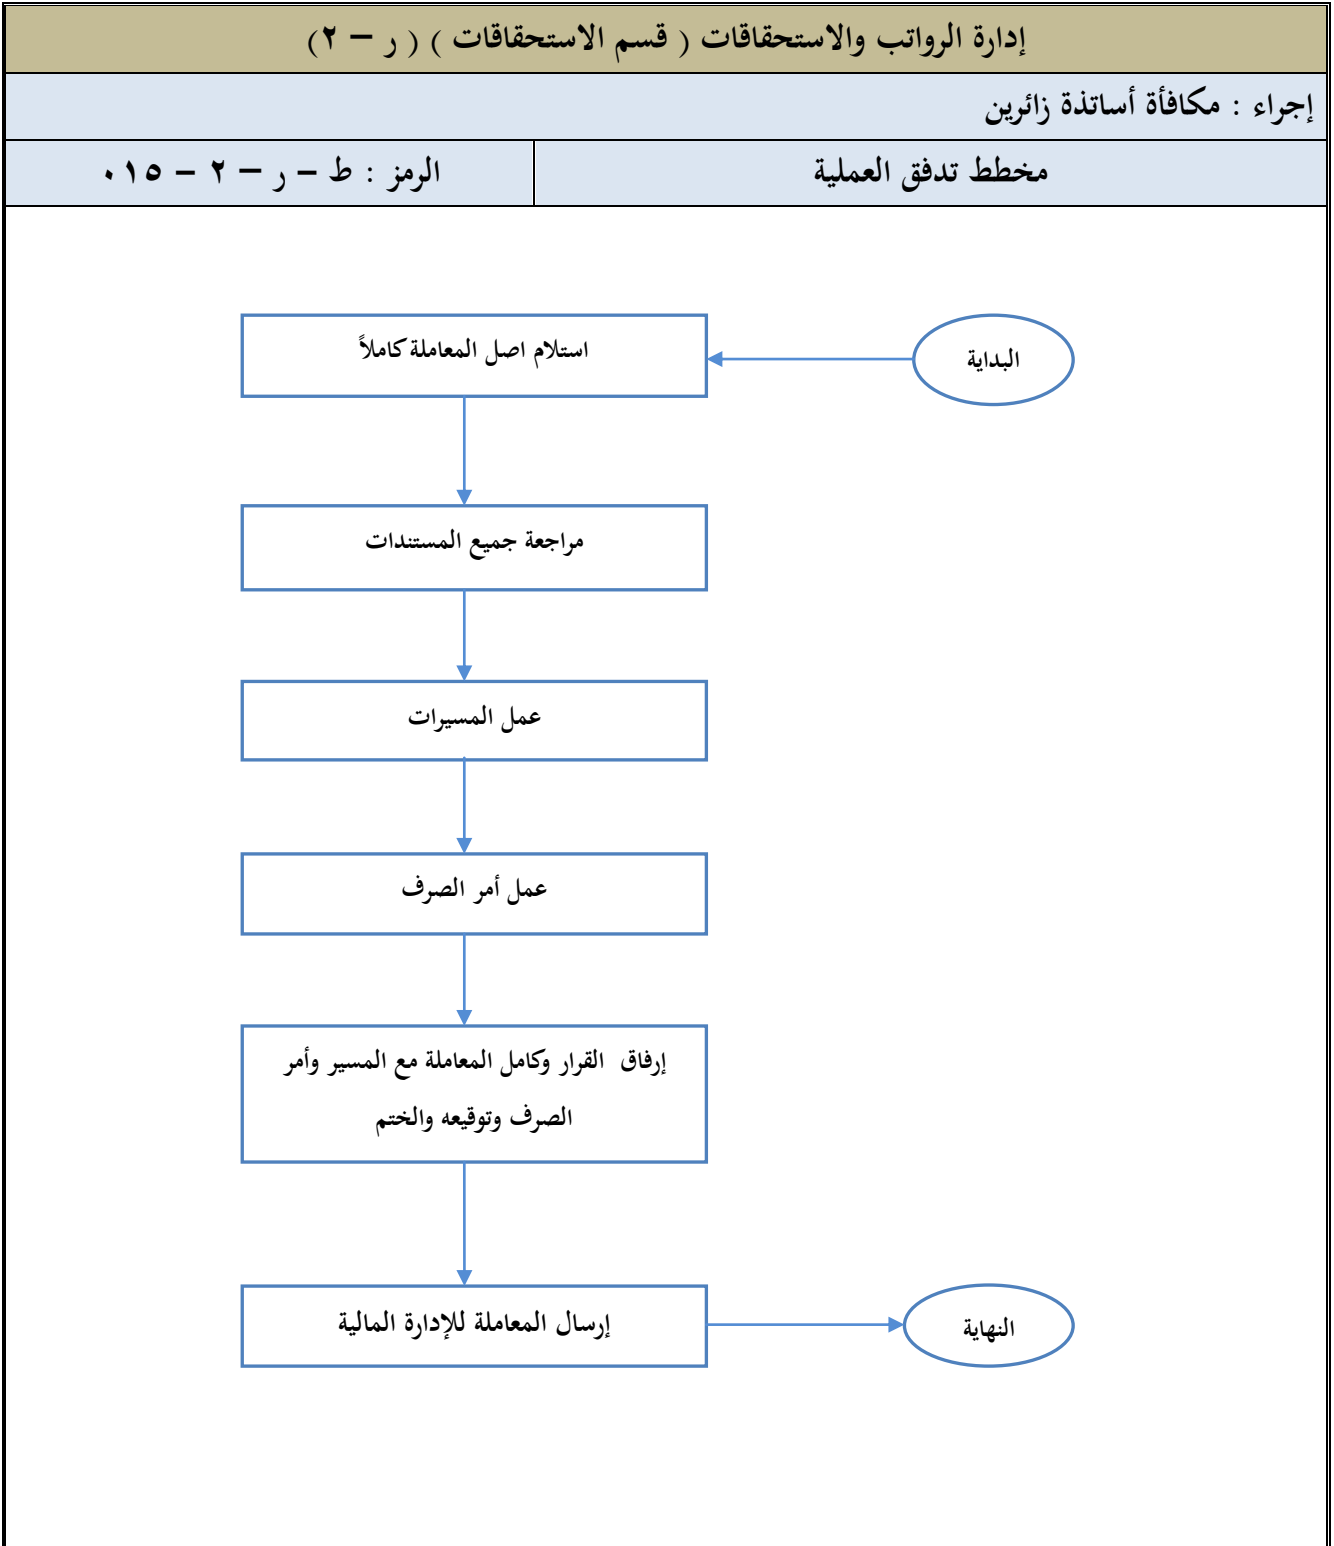 إدارة الرواتب والاستحقاقات ( قسم الاستحقاقات ) ( ر – ٢)
إجراء : مكافأة أساتذة زائرين
مخطط تدفق العملية
الرمز : ط – ر – ٢ – ٠١٥
البداية
استلام اصل المعاملة كاملاً
مراجعة جميع المستندات
عمل المسيرات
عمل أمر الصرف
إرفاق القرار وكامل المعاملة مع المسير وأمر
الصرف وتوقيعه والختم
إرسال المعاملة للإدارة المالية
النهاية